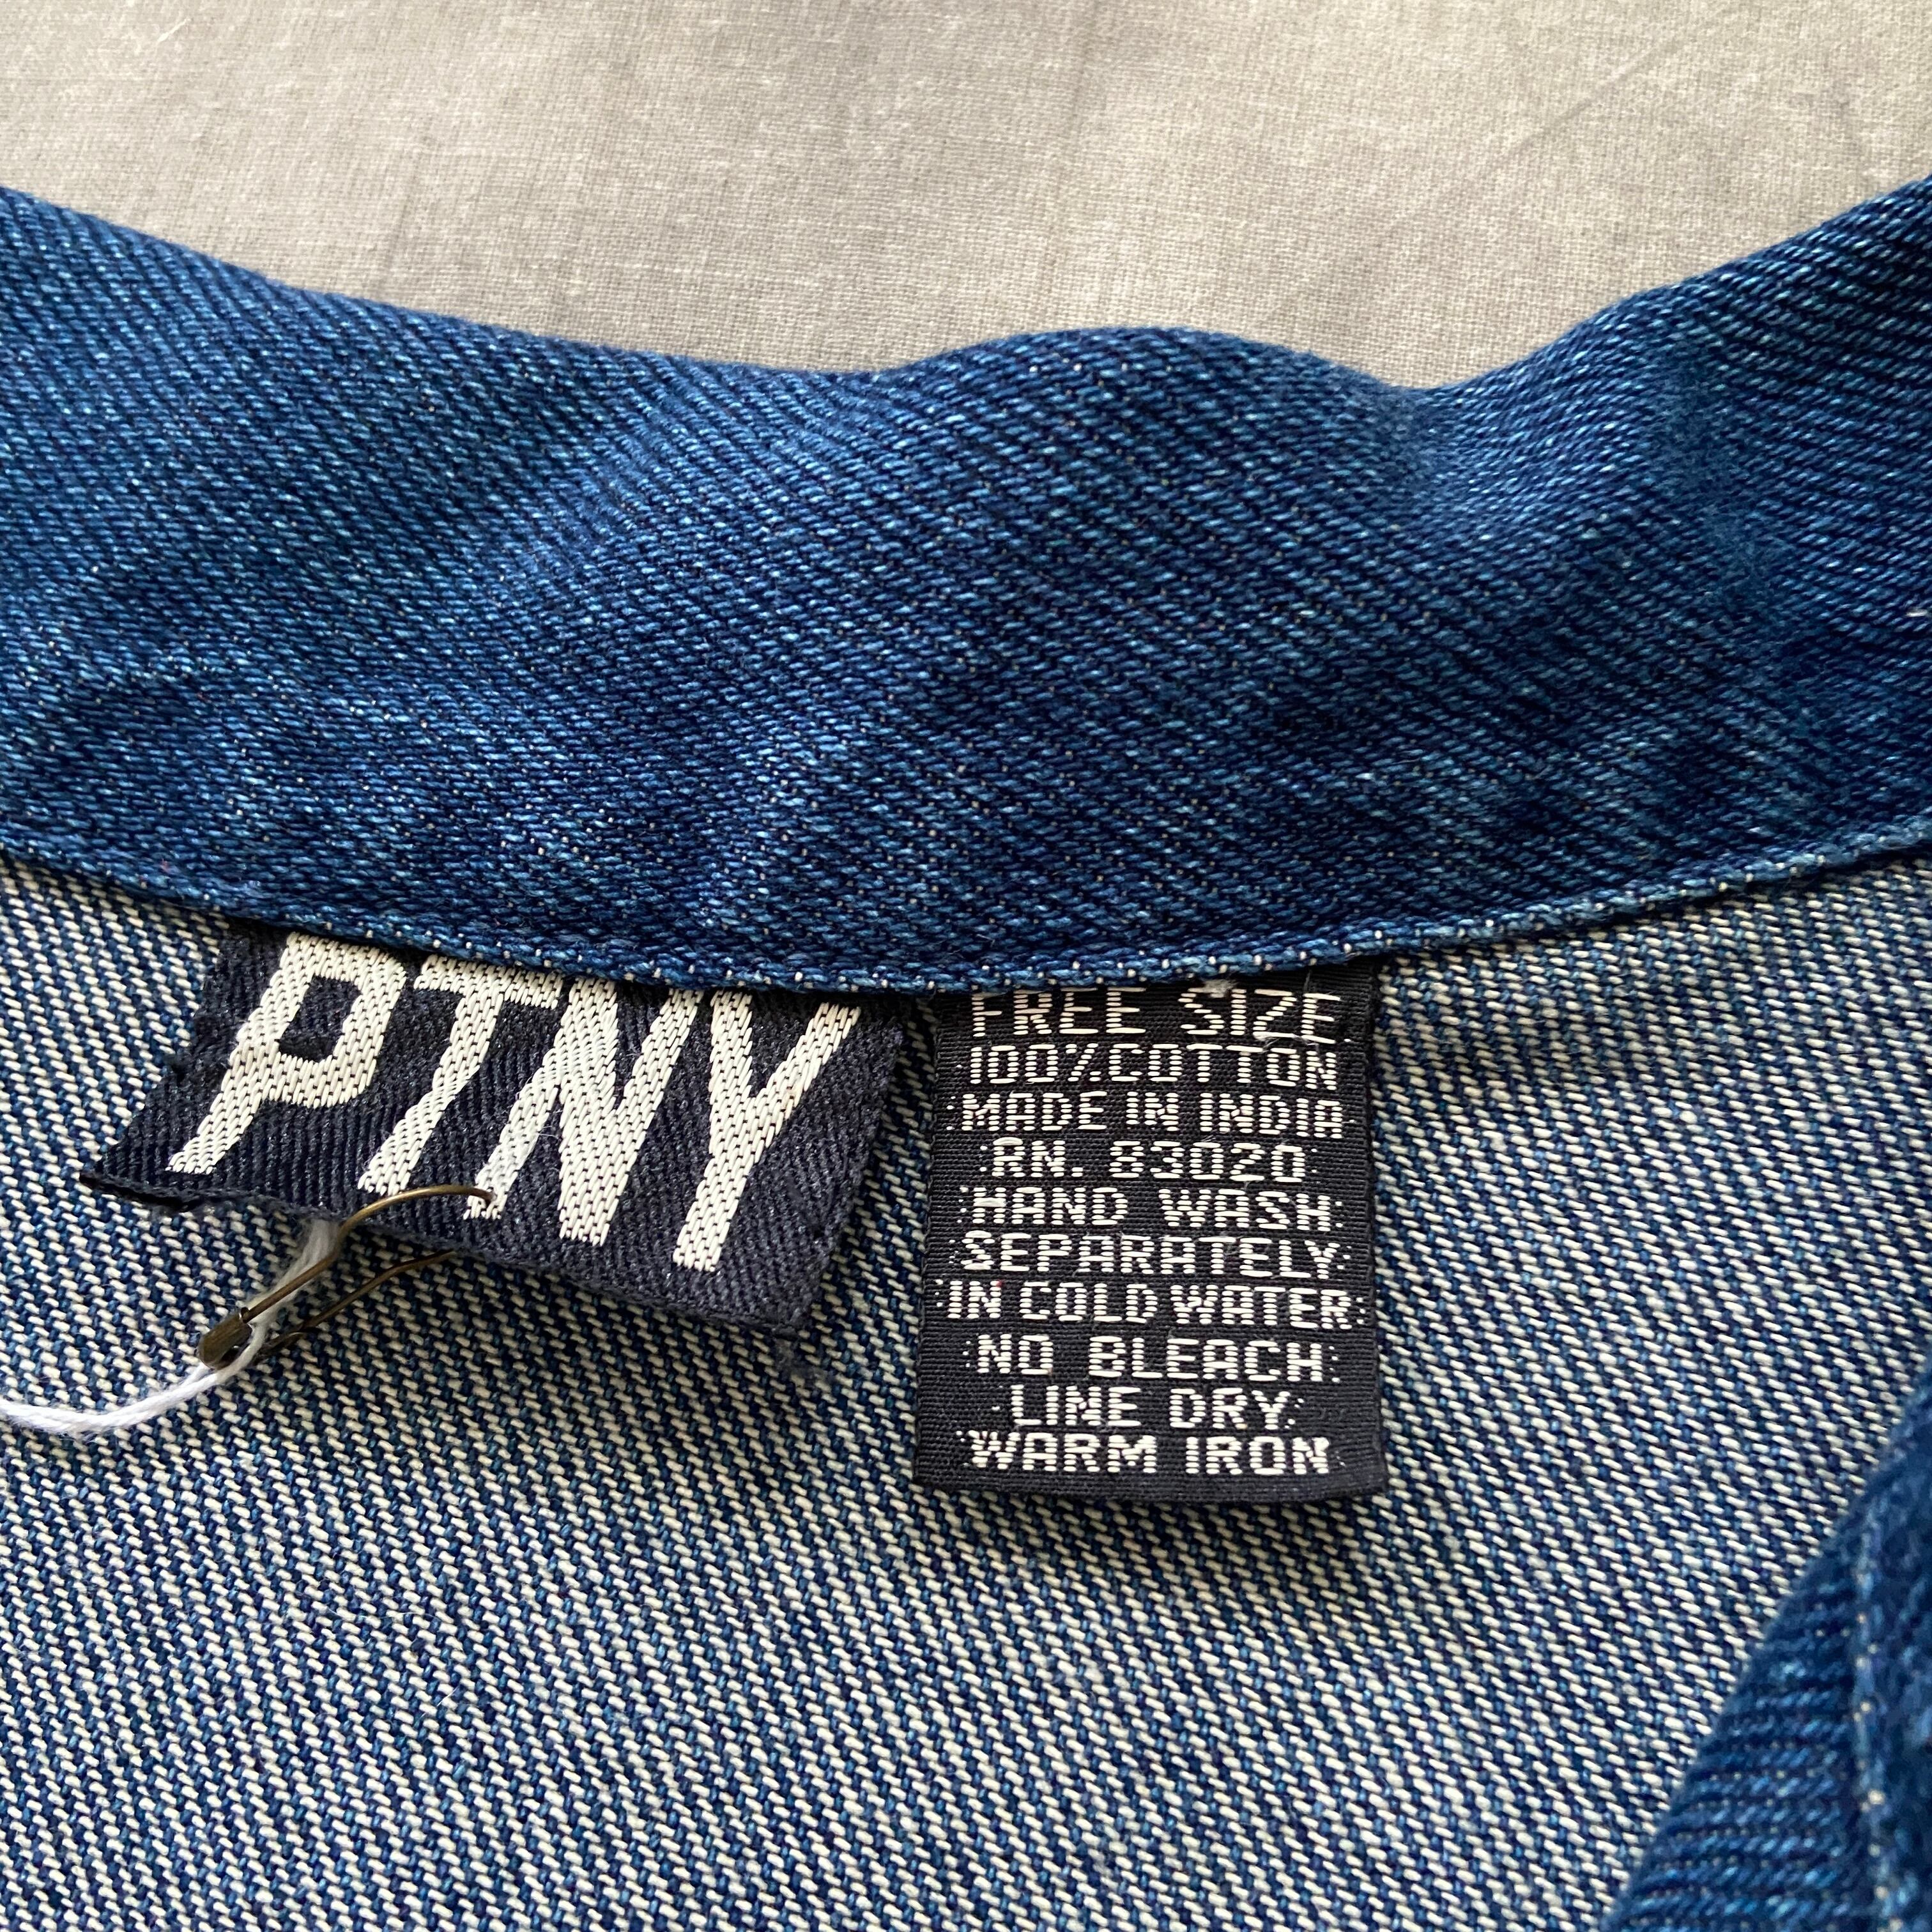 PTNY
FREE SIZE
100% COTTON
MADE IN INDIA
RN. 83020
HAND WASH
SEPARATELY
IN COLD WATER
NO BLEACH
LINE DRY
WARM IRON